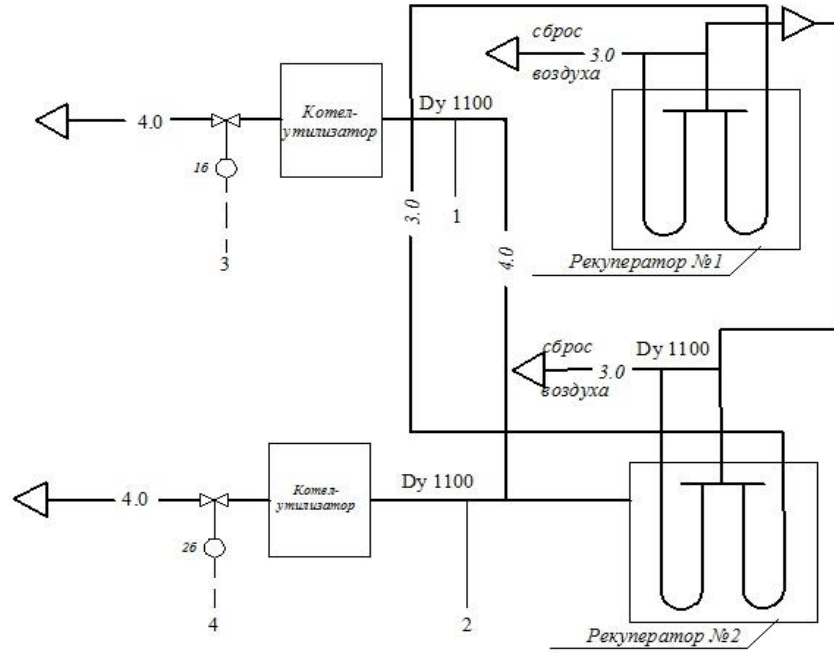 сброс
3.0
воздуха
Котел-
утилизатор
Dy 1100
4.0
1б
3.0
1
3
4.0
Рекуператор №1
сброс
Dy 1100
3.0
воздуха
Котел-
утилизатор
Dy 1100
4.0
2б
4
2
Рекуператор №2